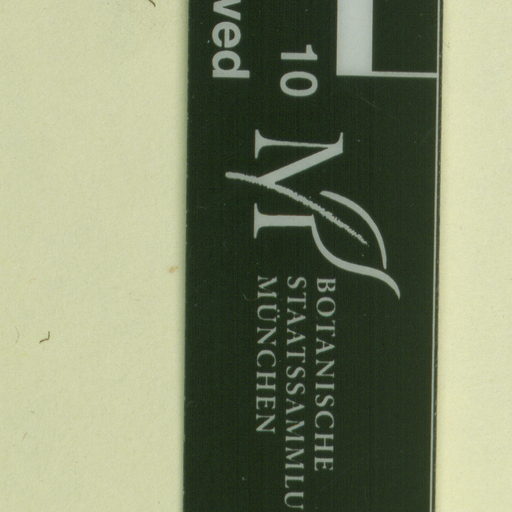 10
ved
BOTANISCHE
STAATSSAMMLU
MÜNCHEN